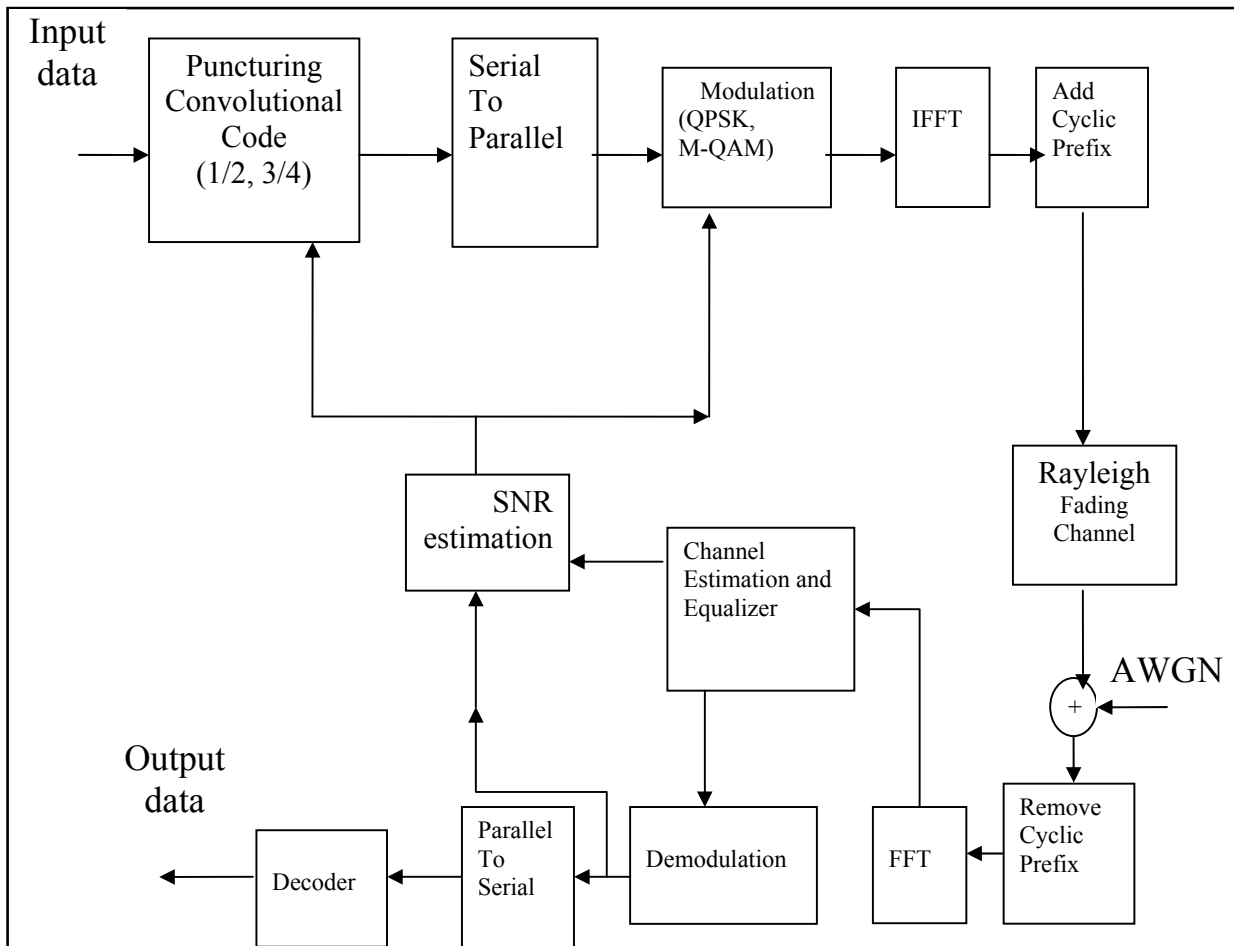 Input
data
Puncturing
Convolutional
Code
(1/2, 3/4)
Serial
To
Parallel
Modulation
(QPSK,
M-QAM)
IFFT
Add
Cyclic
Prefix
Rayleigh
Fading
Channel
SNR
estimation
Channel
Estimation and
Equalizer
AWGN
+
Output
data
Decoder
Parallel
To
Serial
Demodulation
FFT
Remove
Cyclic
Prefix